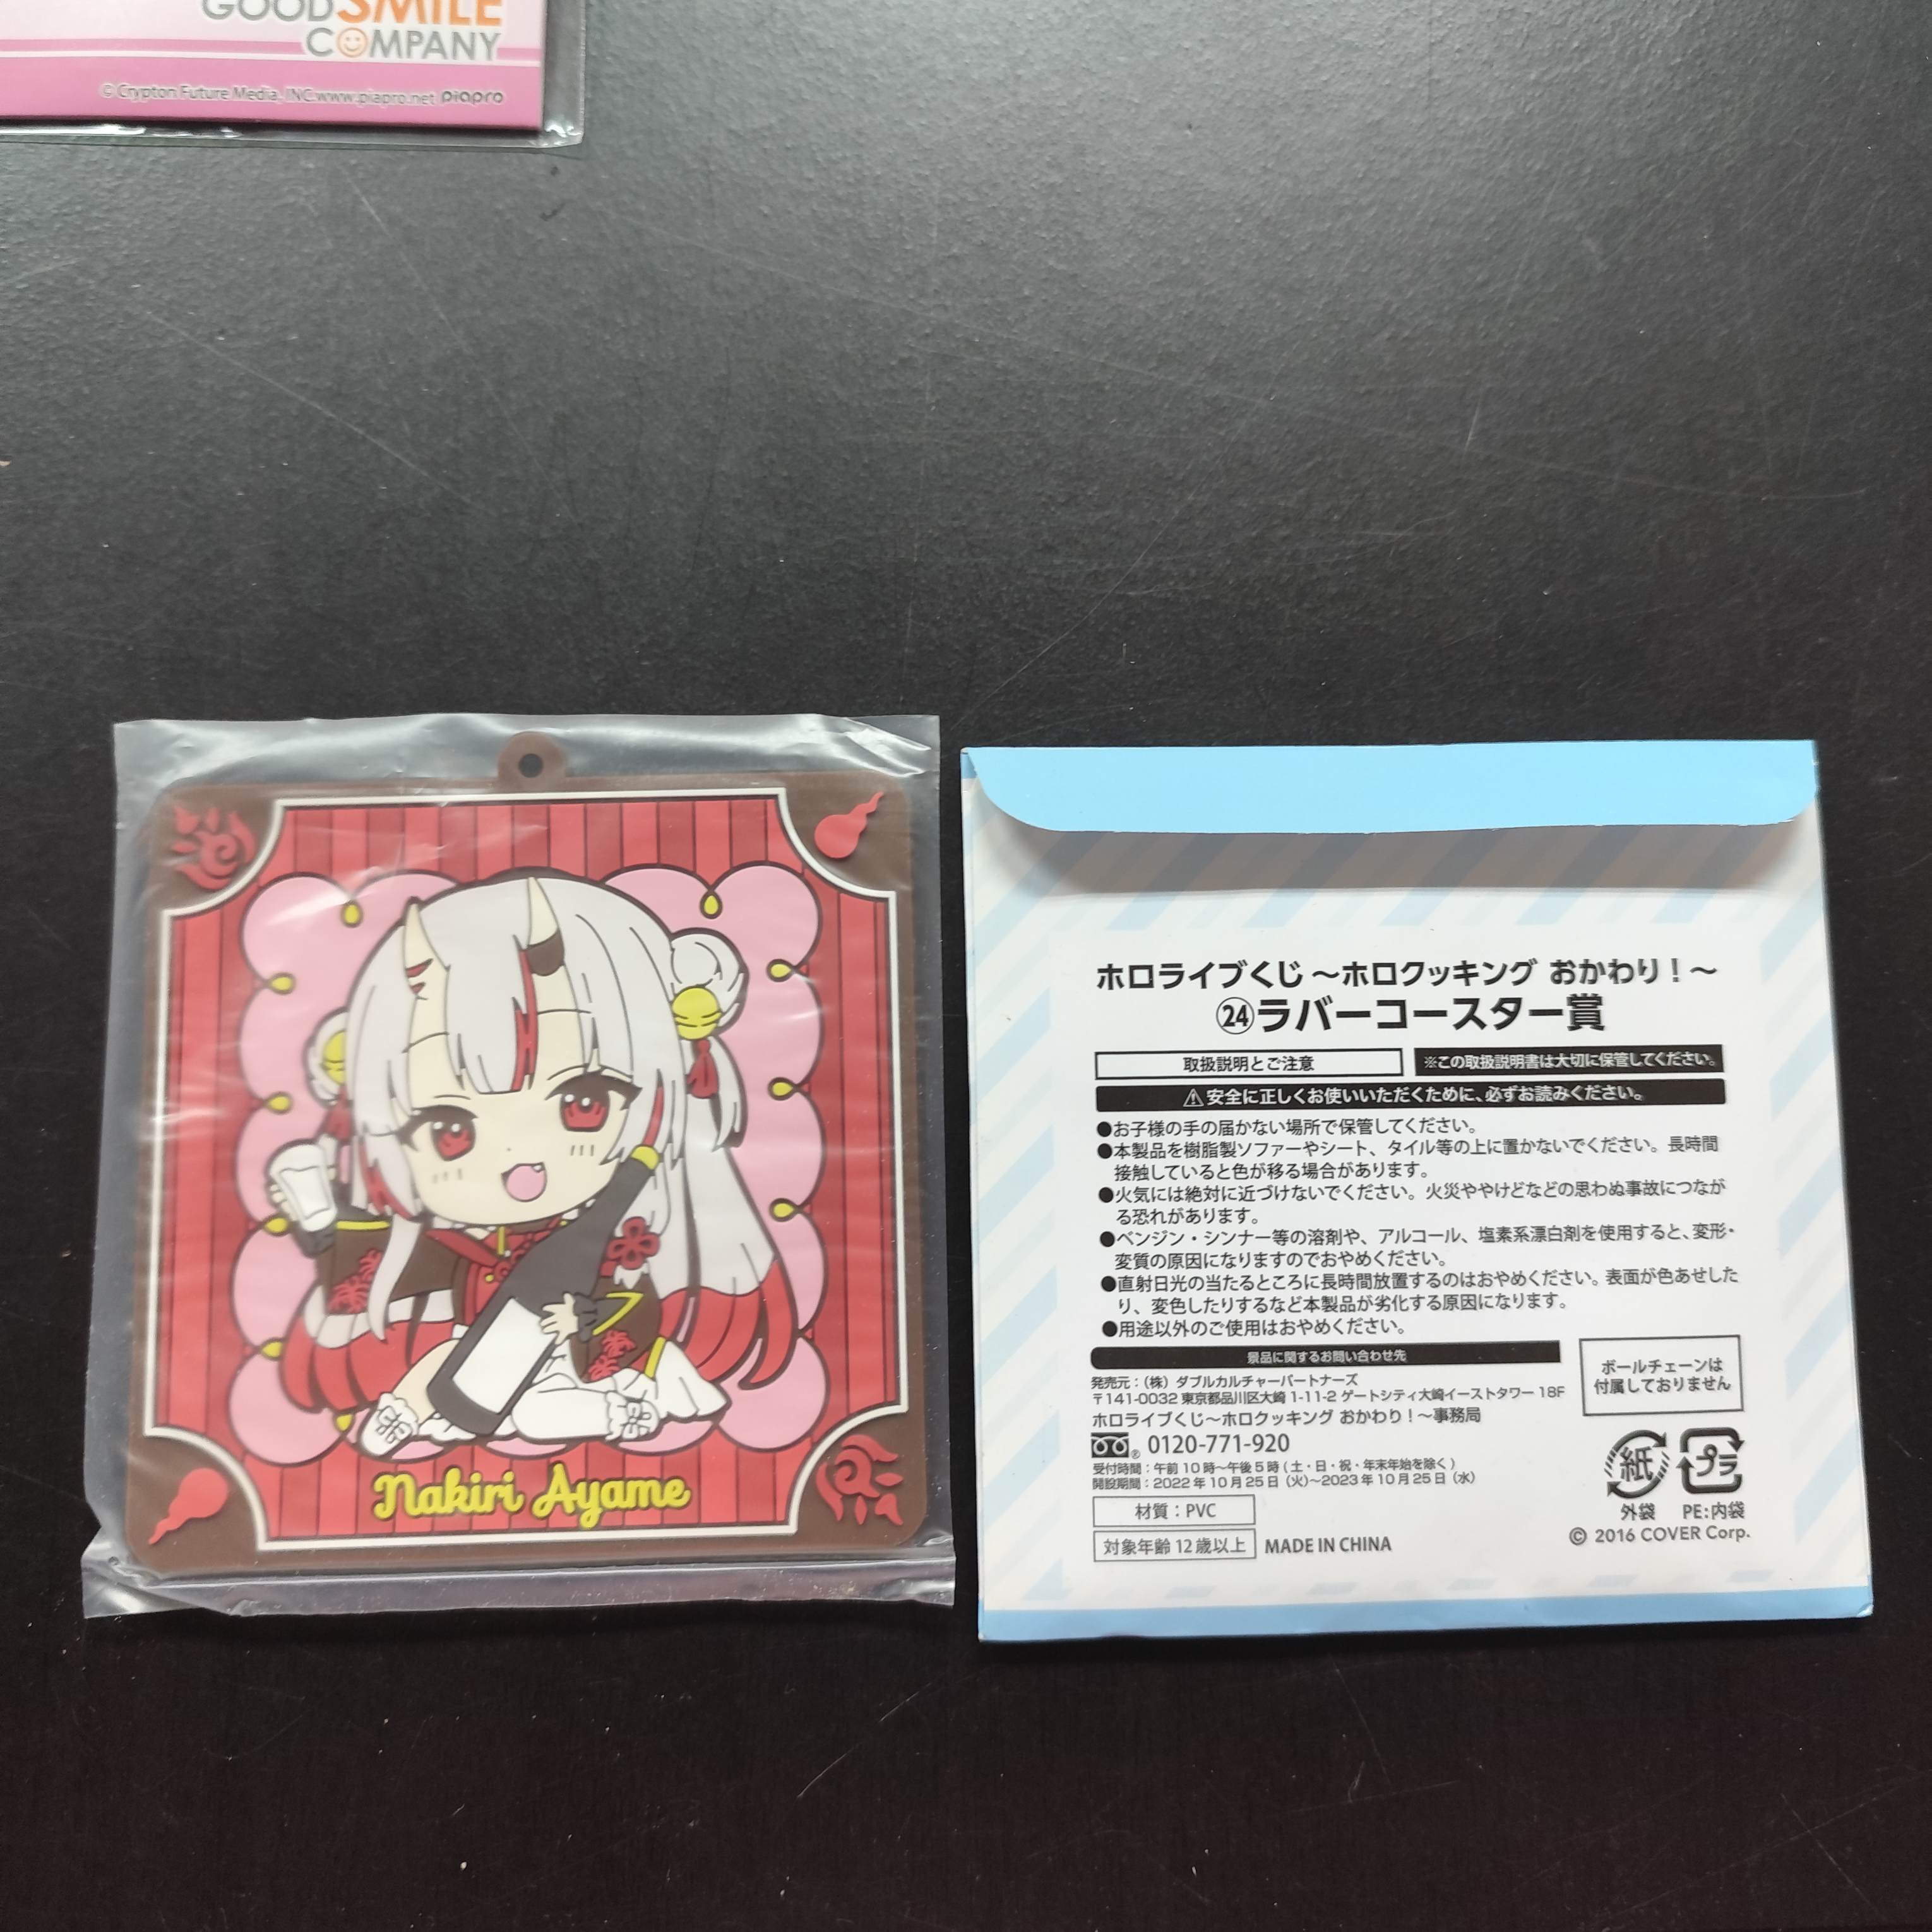 GOOD SMILE
COMPANY
© Crypton Future Media, INC.www.piapro.net piapro
Nakiri Ayame
ホロライブくじ ～ホロクッキング おかわり！～
㉔ラバーコースター賞
取扱説明とご注意
※この取扱説明書は大切に保管してください。
⚠安全に正しくお使いいただくために、必ずお読みください。
●お子様の手の届かない場所で保管してください。
●本製品を樹脂製ソファーやシート、タイル等の上に置かないでください。長時間
接触していると色が移る場合があります。
●火気には絶対に近づけないでください。火災ややけどなどの思わぬ事故につなが
る恐れがあります。
●ベンジン・シンナー等の溶剤や、アルコール、塩素系漂白剤を使用すると、変形・
変質の原因になりますのでおやめください。
●直射日光の当たるところに長時間放置するのはおやめください。表面が色あせした
り、変色したりするなど本製品が劣化する原因になります。
●用途以外のご使用はおやめください。
景品に関するお問い合わせ先
発売元：（株）ダブルカルチャーパートナーズ
〒141-0032 東京都品川区大崎 1-11-2 ゲートシティ大崎イーストタワー 18F
ホロライブくじ～ホロクッキング おかわり！～事務局
0120-771-920
受付時間：午前 10 時～午後 5 時 ( 土・日・祝・年末年始を除く )
開設期間：2022 年 10 月 25 日（火）～2023 年 10 月 25 日（水）
材質：PVC
対象年齢 12 歳以上
MADE IN CHINA
ボールチェーンは
付属しておりません
紙
プラ
外袋
PE:内袋
© 2016 COVER Corp.